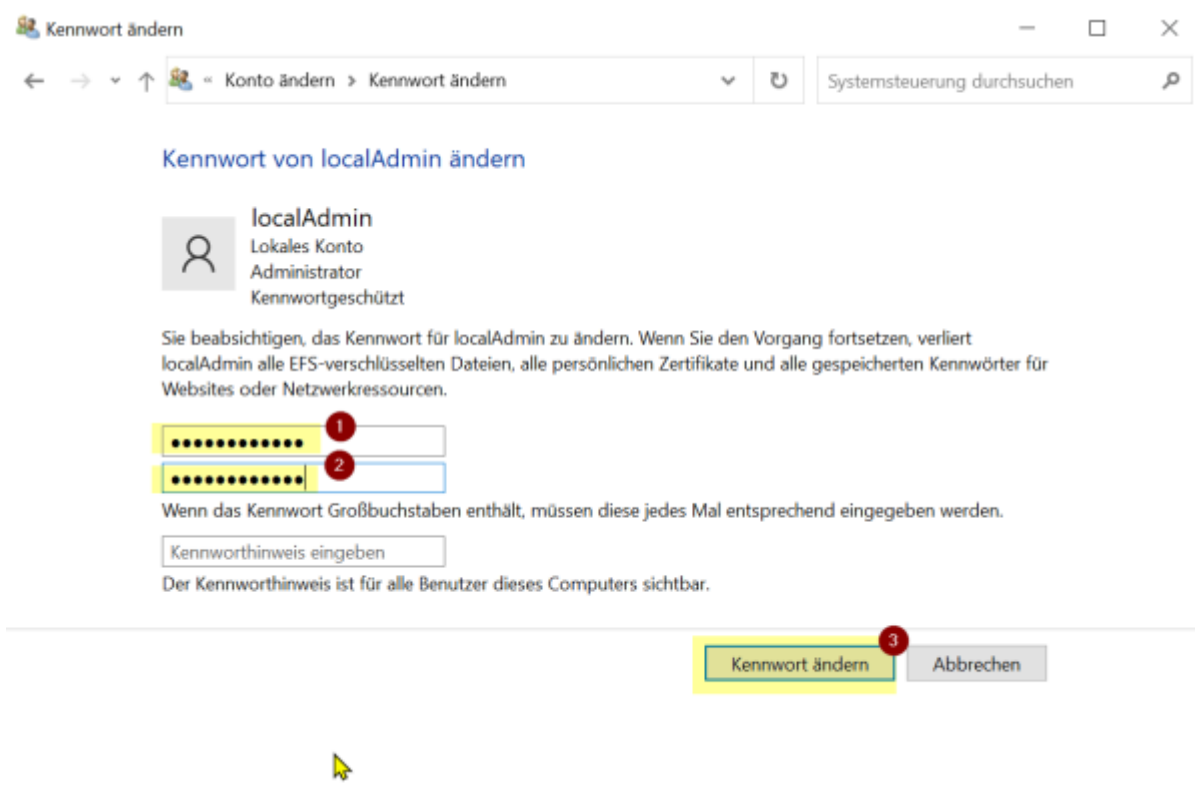 Kennwort ändern
« Konto ändern > Kennwort ändern
Systemsteuerung durchsuchen
Kennwort von localAdmin ändern
localAdmin
Lokales Konto
Administrator
Kennwortgeschützt
Sie beabsichtigen, das Kennwort für localAdmin zu ändern. Wenn Sie den Vorgang fortsetzen, verliert
localAdmin alle EFS-verschlüsselten Dateien, alle persönlichen Zertifikate und alle gespeicherten Kennwörter für
Websites oder Netzwerkressourcen.
●●●●●●●●●●●● 1
●●●●●●●●●●●● 2
Wenn das Kennwort Großbuchstaben enthält, müssen diese jedes Mal entsprechend eingegeben werden.
Kennworthinweis eingeben
Der Kennworthinweis ist für alle Benutzer dieses Computers sichtbar.
3
Kennwort ändern Abbrechen